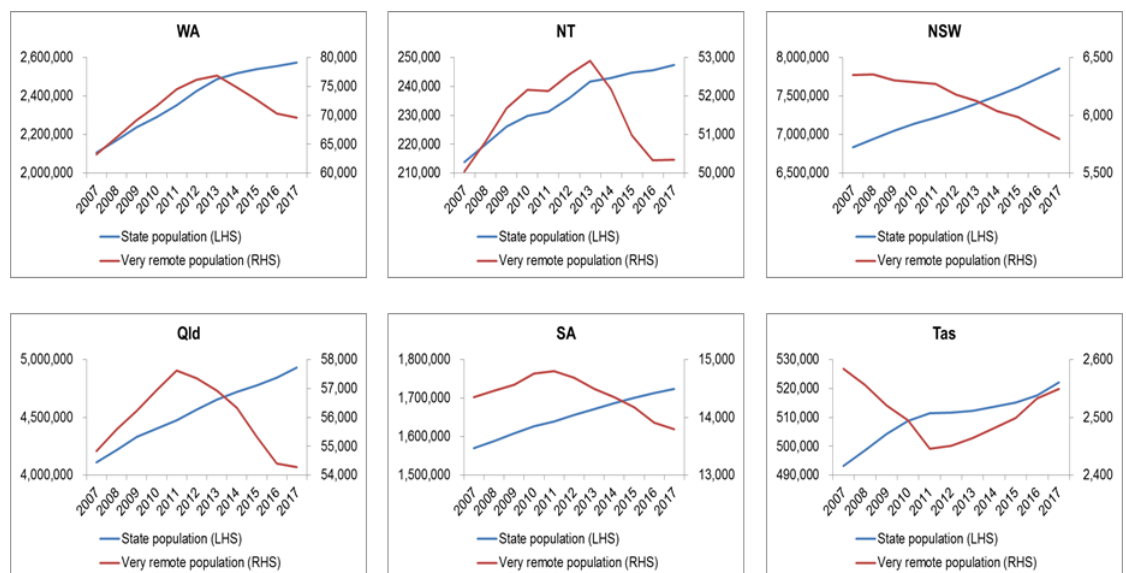 WA
2,600,000
2,400,000
2,200,000
2,000,000
80,000
75,000
70,000
65,000
60,000
2007 2008 2009 2010 2011 2012 2013 2014 2015 2016 2017
State population (LHS)
Very remote population (RHS)
NT
250,000
240,000
230,000
220,000
210,000
53,000
52,000
51,000
50,000
2007 2008 2009 2010 2011 2012 2013 2014 2015 2016 2017
State population (LHS)
Very remote population (RHS)
NSW
8,000,000
7,500,000
7,000,000
6,500,000
6,500
6,000
5,500
2007 2008 2009 2010 2011 2012 2013 2014 2015 2016 2017
State population (LHS)
Very remote population (RHS)
Qld
5,000,000
4,500,000
4,000,000
58,000
57,000
56,000
55,000
54,000
2007 2008 2009 2010 2011 2012 2013 2014 2015 2016 2017
State population (LHS)
Very remote population (RHS)
SA
1,800,000
1,700,000
1,600,000
1,500,000
15,000
14,000
13,000
2007 2008 2009 2010 2011 2012 2013 2014 2015 2016 2017
State population (LHS)
Very remote population (RHS)
Tas
530,000
520,000
510,000
500,000
490,000
2,600
2,500
2,400
2007 2008 2009 2010 2011 2012 2013 2014 2015 2016 2017
State population (LHS)
Very remote population (RHS)